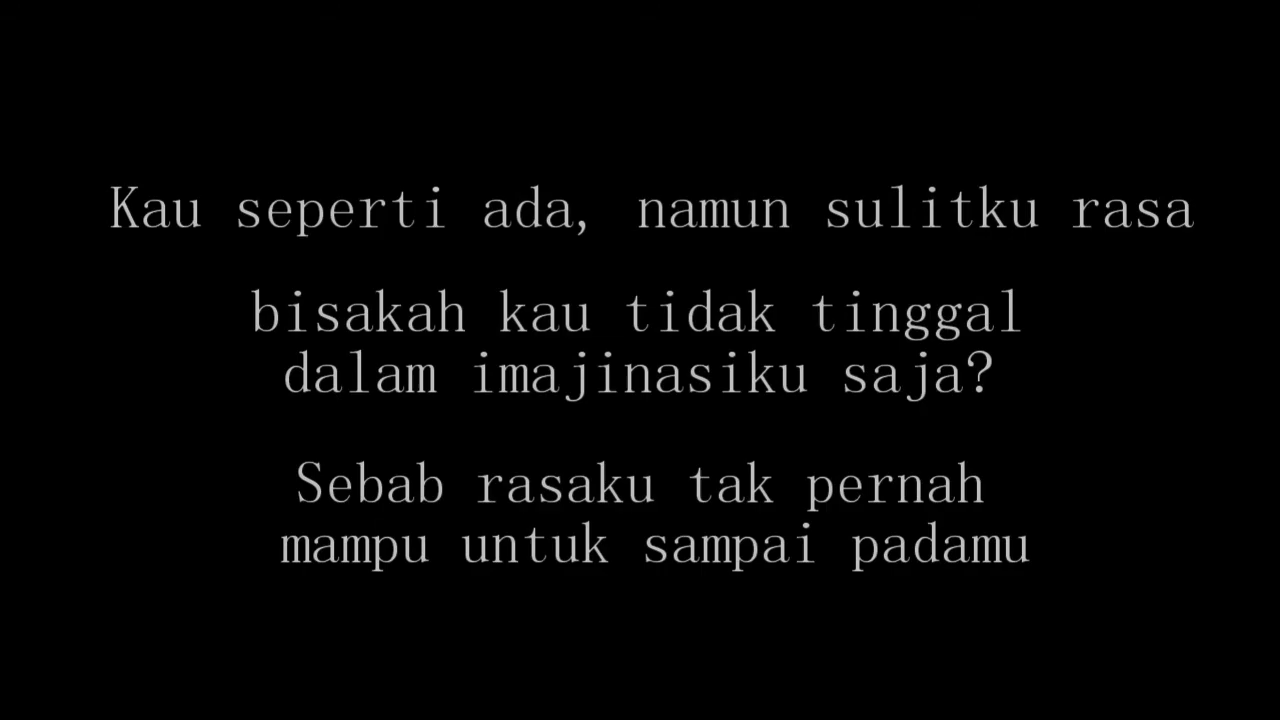 Kau seperti ada, namun sulitku rasa
bisakah kau tidak tinggal
dalam imajinasiku saja?
Sebab rasaku tak pernah
mampu untuk sampai padamu